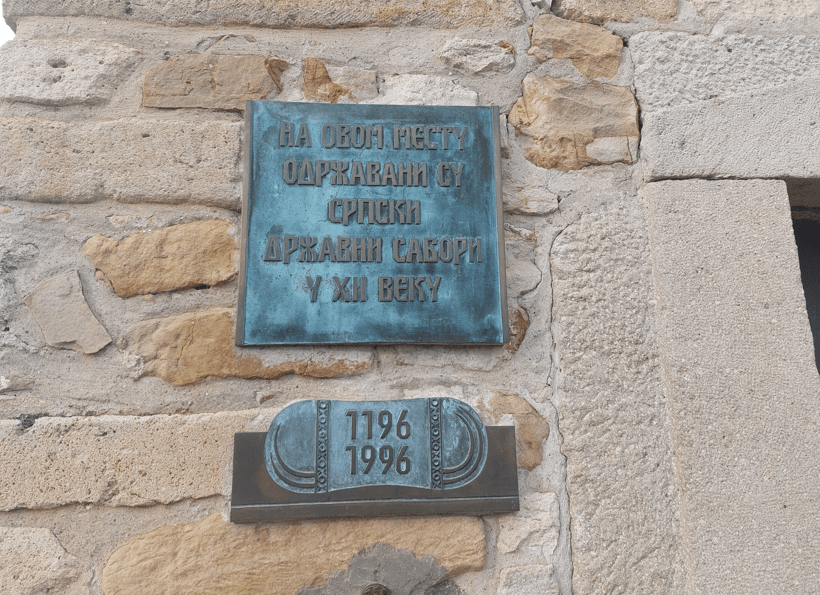 НА ОВОМ МЕСТУ
ОДРЖАВАНИ СУ
СРПСКИ
ДРЖАВНИ САБОРИ
У XII ВЕКУ
1196
1996